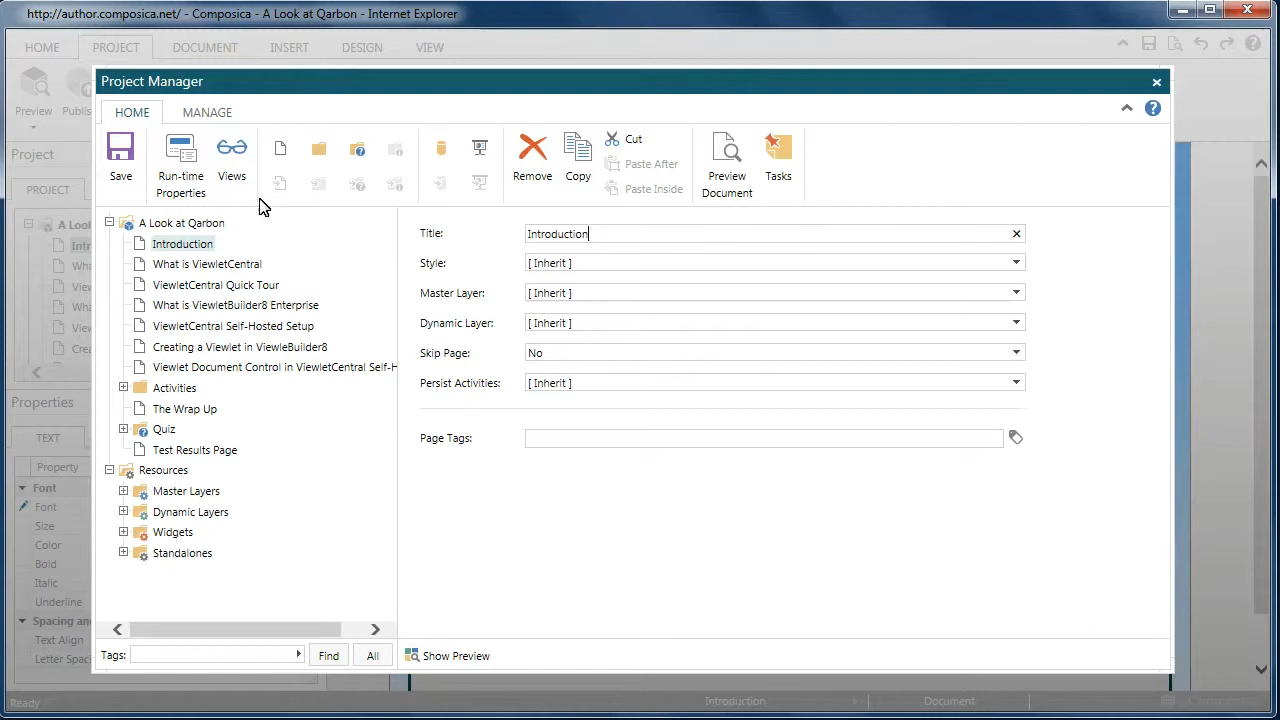 http://author.composica.net/ - Composica - A Look at Qarbon - Internet Explorer
HOME PROJECT DOCUMENT INSERT DESIGN VIEW
Preview
Publis
Project
PROJECT
A Look
Project Manager
HOME MANAGE
Save
Run-time Properties
Views
Remove
Copy
Cut
Paste After
Paste Inside
Preview Document
Tasks
A Look at Qarbon
Introduction
What is ViewletCentral
ViewletCentral Quick Tour
What is ViewletBuilder8 Enterprise
ViewletCentral Self-Hosted Setup
Creating a Viewlet in ViewleBuilder8
Viewlet Document Control in ViewletCentral Self-H
Activities
The Wrap Up
Quiz
Test Results Page
Resources
Master Layers
Dynamic Layers
Widgets
Standalones
Title: Introduction
Style: [ Inherit ]
Master Layer: [ Inherit ]
Dynamic Layer: [ Inherit ]
Skip Page: No
Persist Activities: [ Inherit ]
Page Tags:
Tags: Find All
Show Preview
Properties
TEXT
Property
Font
Font
Size
Color
Bold
Italic
Underline
Spacing and
Text Align
Letter Spac
Ready
Introduction
Document